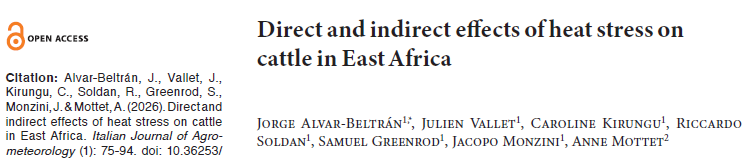 OPEN ACCESS
Citation: Alvar-Beltrán, J., Vallet, J.,
Kirungu, C., Soldan, R., Greenrod, S.,
Monzini, J. & Mottet, A. (2026). Direct and
indirect effects of heat stress on cattle
in East Africa. Italian Journal of Agro-
meteorology (1): 75-94. doi: 10.36253/
Direct and indirect effects of heat stress on
cattle in East Africa
Jorge Alvar-Beltrán1,*, Julien Vallet1, Caroline Kirungu1, Riccardo
Soldan1, Samuel Greenrod1, Jacopo Monzini1, Anne Mottet2